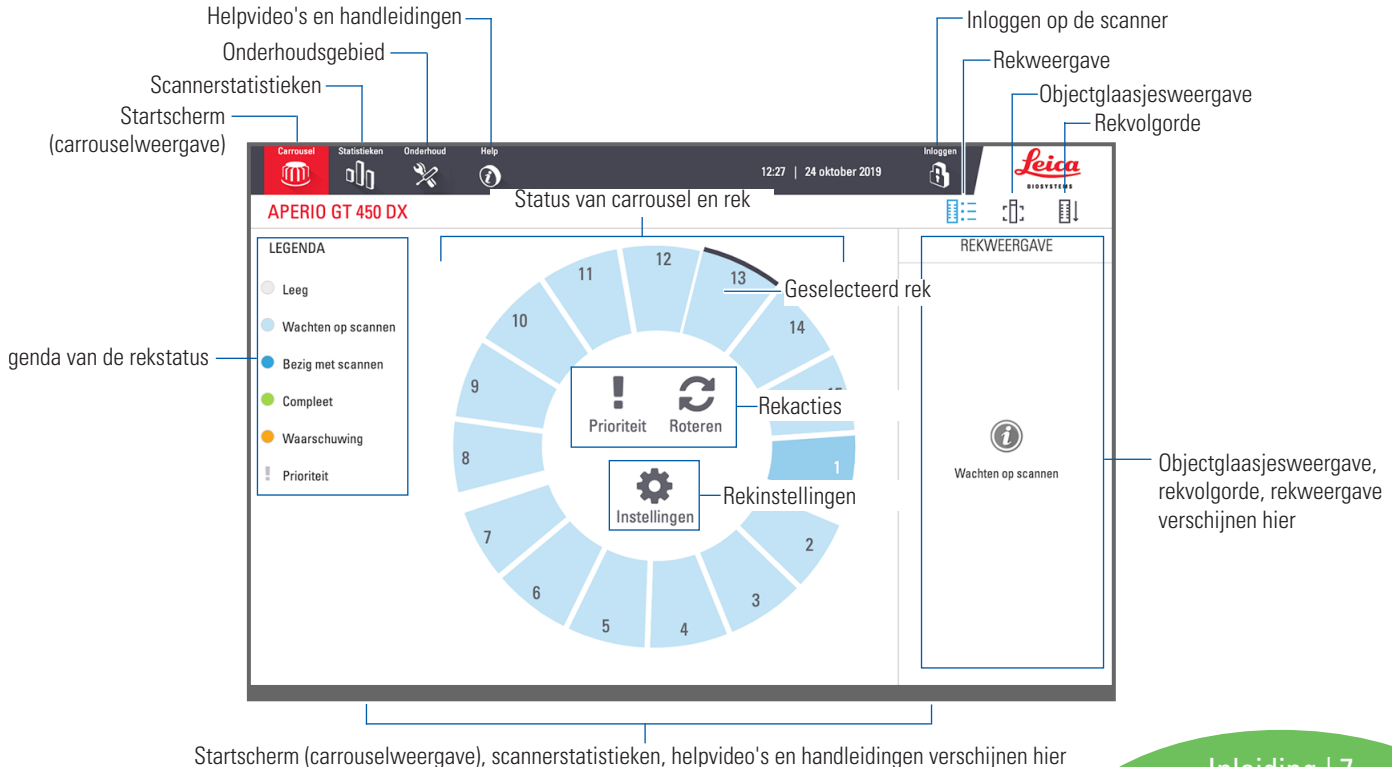 Helpvideo's en handleidingen
Onderhoudsgebied
Scannerstatistieken
Startscherm
(carrouselweergave)
Inloggen op de scanner
Rekweergave
Objectglaasjesweergave
Rekvolgorde
Carrousel
Statistieken
Onderhoud
Help
12:27 | 24 oktober 2019
Inloggen
Leica
BIOSYSTEMS
APERIO GT 450 DX
Status van carrousel en rek
LEGENDA
Leeg
Wachten op scannen
Bezig met scannen
Compleet
Waarschuwing
! Prioriteit
genda van de rekstatus
11
12
13
Geselecteerd rek
10
14
9
8
1
7
2
6
3
5
4
!
Prioriteit
Roteren
Rekacties
Instellingen
Rekinstellingen
REKWEERGAVE
i
Wachten op scannen
Objectglaasjesweergave,
rekvolgorde, rekweergave
verschijnen hier
Startscherm (carrouselweergave), scannerstatistieken, helpvideo's en handleidingen verschijnen hier
Inleiding | 7